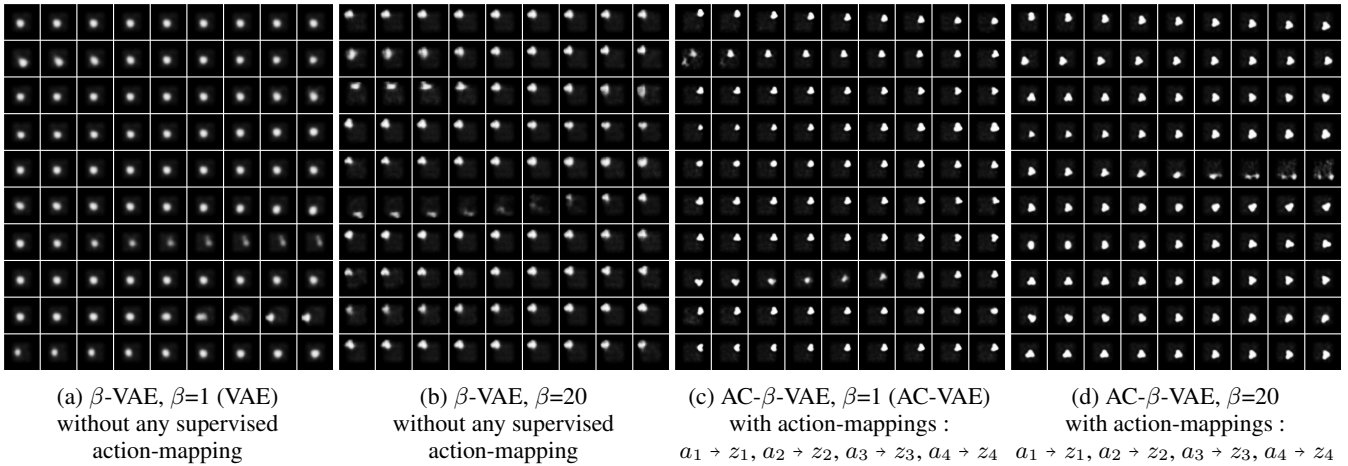 (a) β-VAE, β=1 (VAE)
without any supervised
action-mapping
(b) β-VAE, β=20
without any supervised
action-mapping
(c) AC-β-VAE, β=1 (AC-VAE)
with action-mappings :
a₁ → z₁, a₂ → z₂, a₃ → z₃, a₄ → z₄
(d) AC-β-VAE, β=20
with action-mappings :
a₁ → z₁, a₂ → z₂, a₃ → z₃, a₄ → z₄